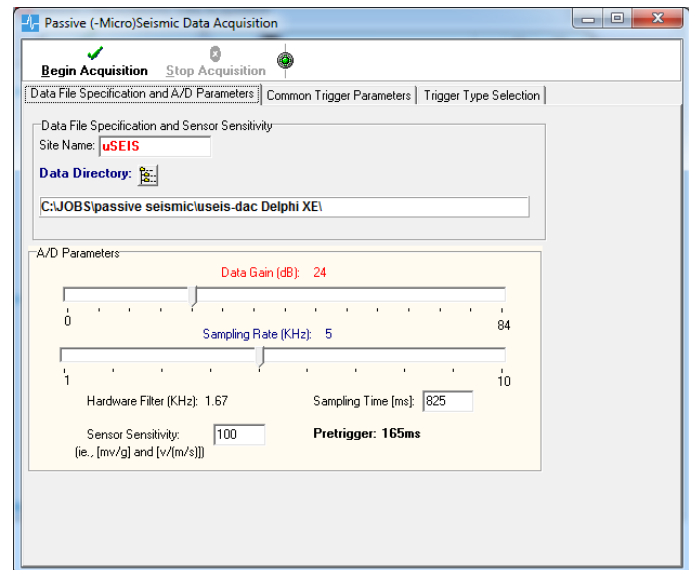 Passive (-Micro)Seismic Data Acquisition
Begin Acquisition Stop Acquisition
Data File Specification and A/D Parameters Common Trigger Parameters Trigger Type Selection
Data File Specification and Sensor Sensitivity
Site Name: uSEIS
Data Directory:
C:\JOBS\passive seismic\useis-dac Delphi XE\
A/D Parameters
Data Gain (dB): 24
0 84
Sampling Rate (KHz): 5
1 10
Hardware Filter (KHz): 1.67 Sampling Time [ms]: 825
Sensor Sensitivity: 100 Pretrigger: 165ms
(ie., [mv/g] and [v/(m/s)])